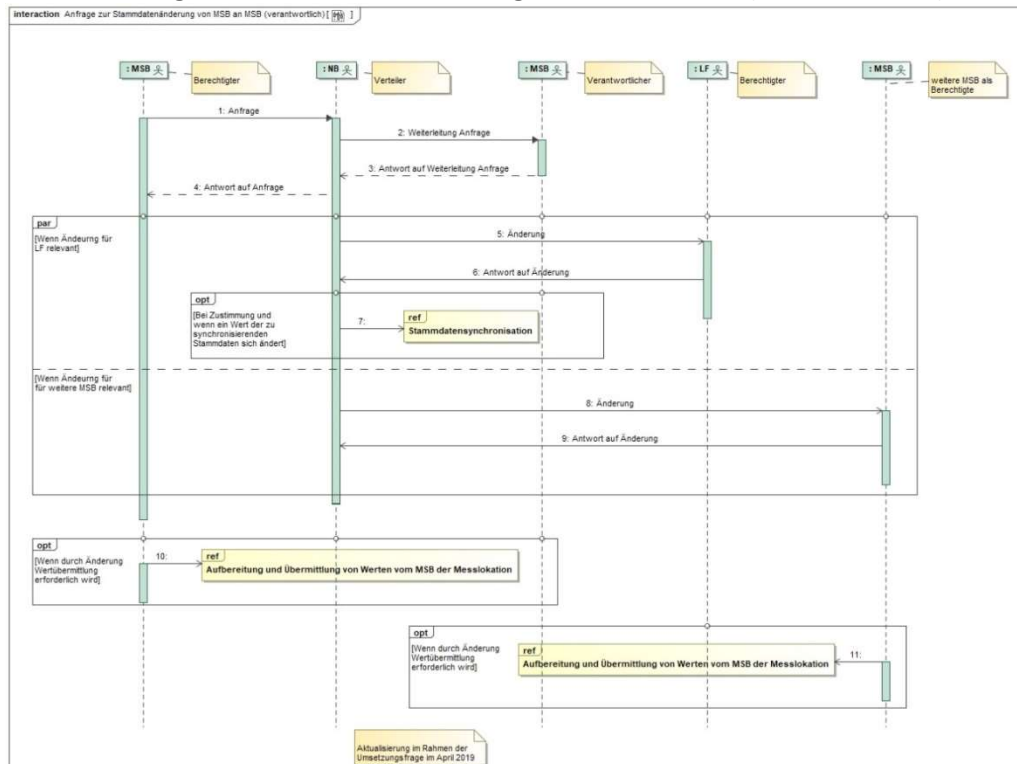 interaction Anfrage zur Stammdatenänderung von MSB an MSB (verantwortlich)[ ]
: MSB
Berechtigter
: NB
Verteiler
: MSB
Verantwortlicher
: LF
Berechtigter
: MSB
weitere MSB als
Berechtigte
1: Anfrage
2: Weiterleitung Anfrage
3: Antwort auf Weiterleitung Anfrage
4: Antwort auf Anfrage
par
[Wenn Ändeurng für
LF relevant]
5: Änderung
6: Antwort auf Änderung
opt
[Bei Zustimmung und
wenn ein Wert der zu
synchronisierenden
Stammdaten sich ändert]
7:
ref
Stammdatensynchronisation
[Wenn Ändeurng für
für weitere MSB relevant]
8: Änderung
9: Antwort auf Änderung
opt
[Wenn durch Änderung
Wertübermittlung
erforderlich wird]
10:
ref
Aufbereitung und Übermittlung von Werten vom MSB der Messlokation
opt
[Wenn durch Änderung
Wertübermittlung
erforderlich wird]
ref
Aufbereitung und Übermittlung von Werten vom MSB der Messlokation
11:
Aktualisierung im Rahmen der
Umsetzungsfrage im April 2019